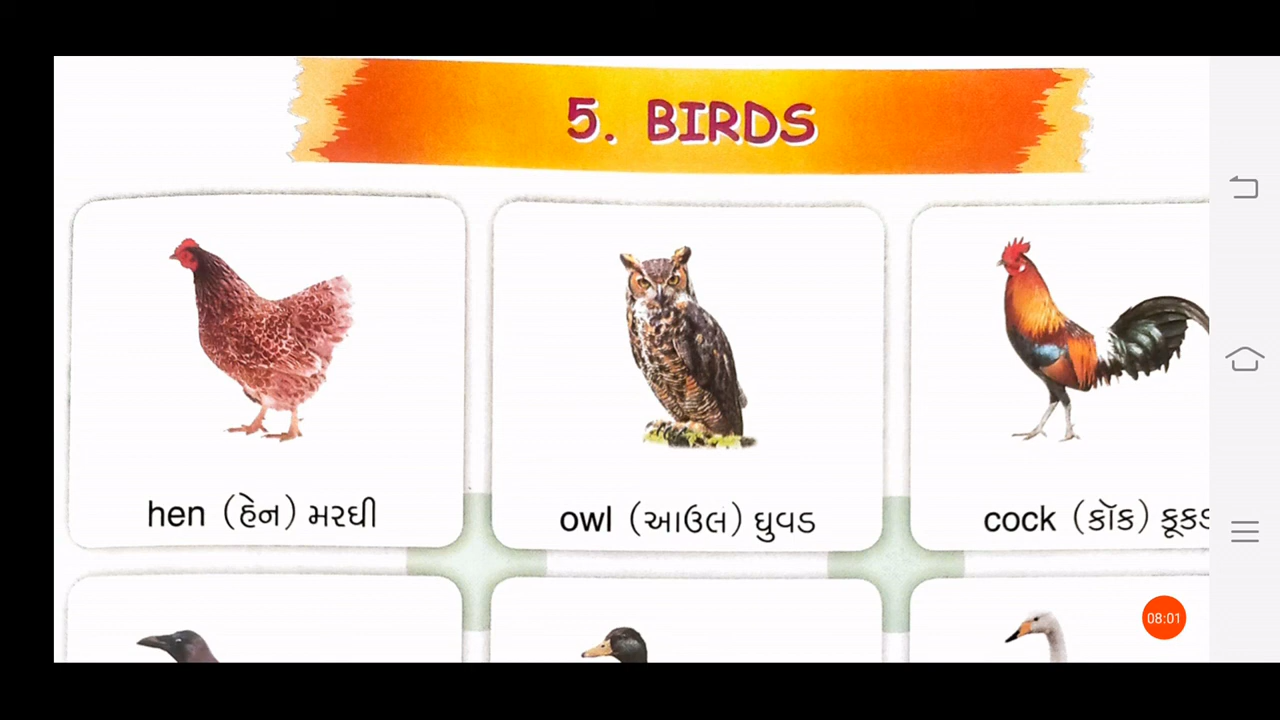 5. BIRDS
hen (હેન) મરઘી
owl (આઉલ) ઘુવડ
cock (કૉક)
08:01